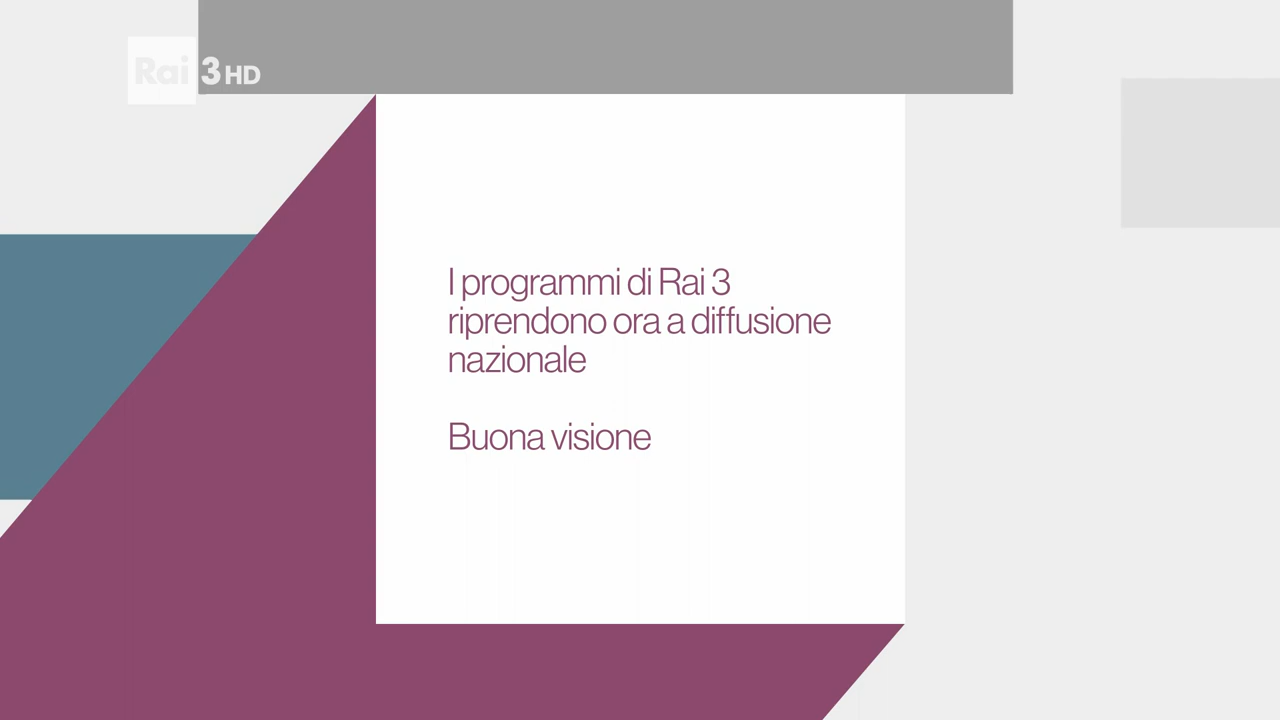 Rai 3 HD
I programmi di Rai 3
riprendono ora a diffusione
nazionale
Buona visione